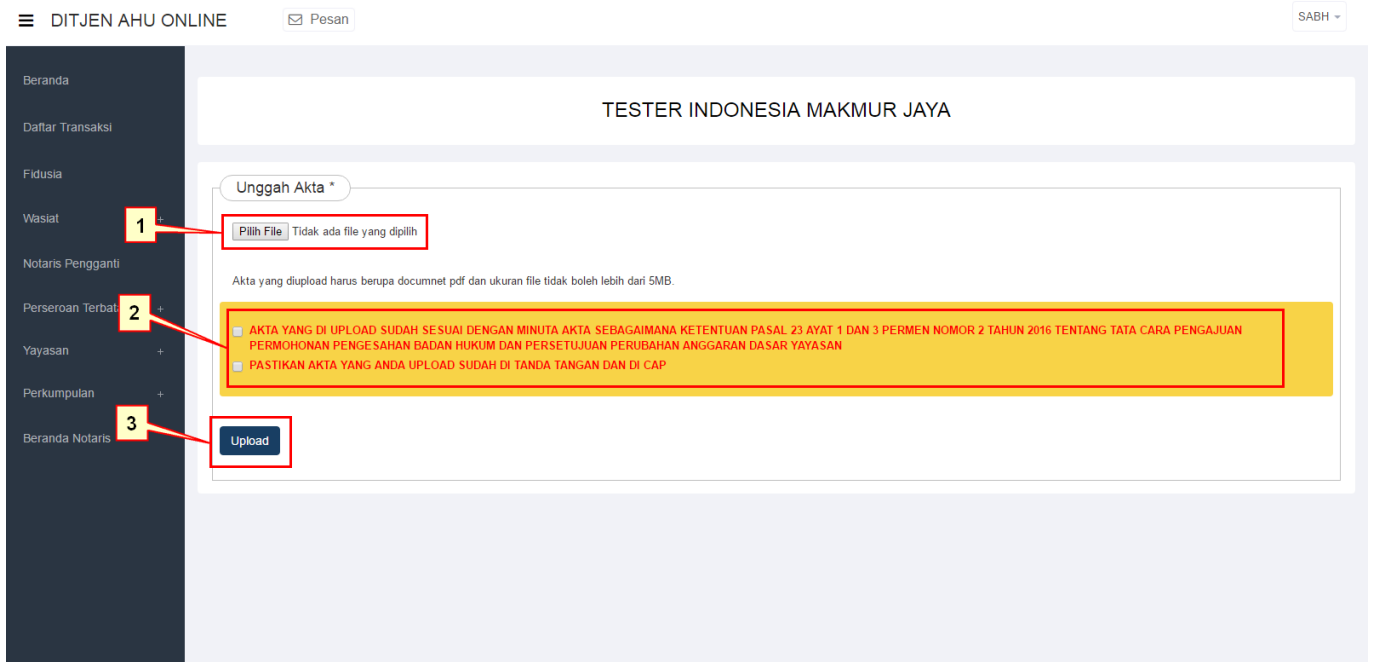 DITJEN AHU ONLINE
Pesan
SABH
Beranda
Daftar Transaksi
Fidusia
Wasiat +
Notaris Pengganti
Perseroan Terbat +
Yayasan +
Perkumpulan +
Beranda Notaris
TESTER INDONESIA MAKMUR JAYA
Unggah Akta *
1
Pilih File Tidak ada file yang dipilih
Akta yang diupload harus berupa documnet pdf dan ukuran file tidak boleh lebih dari 5MB.
2
AKTA YANG DI UPLOAD SUDAH SESUAI DENGAN MINUTA AKTA SEBAGAIMANA KETENTUAN PASAL 23 AYAT 1 DAN 3 PERMEN NOMOR 2 TAHUN 2016 TENTANG TATA CARA PENGAJUAN
PERMOHONAN PENGESAHAN BADAN HUKUM DAN PERSETUJUAN PERUBAHAN ANGGARAN DASAR YAYASAN
PASTIKAN AKTA YANG ANDA UPLOAD SUDAH DI TANDA TANGAN DAN DI CAP
3
Upload